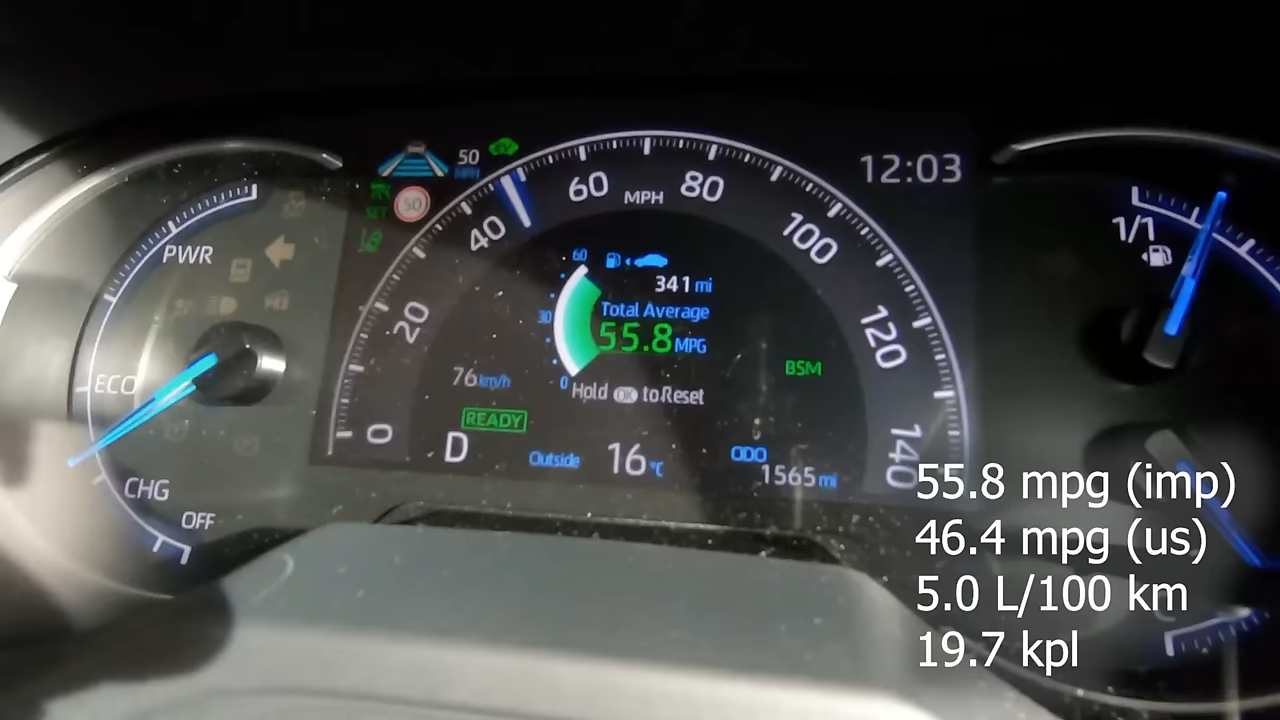 50
MPH
EV
12:03
SET
50
PWR
ECO
CHG
OFF
0
20
40
60
MPH
80
100
120
140
60
30
0
341 mi
Total Average
55.8 MPG
Hold OK to Reset
76 km/h
READY
BSM
D
Outside 16°C
ODO
1565 mi
1/1
55.8 mpg (imp)
46.4 mpg (us)
5.0 L/100 km
19.7 kpl